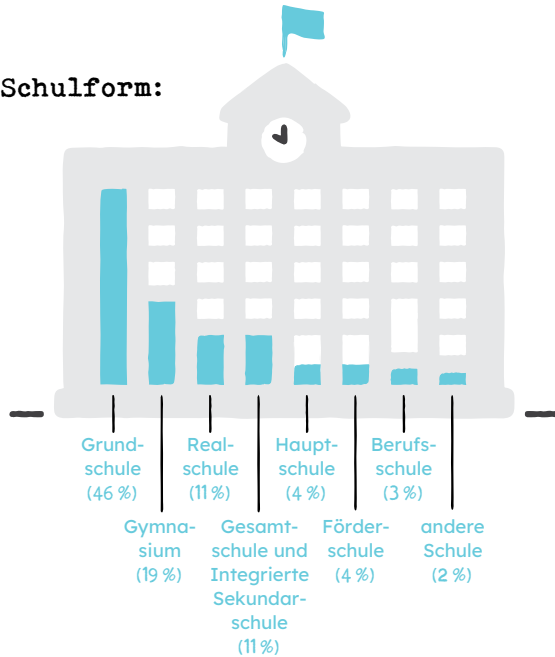 Schulform:
Grund-
schule
(46 %)
Gymna-
sium
(19 %)
Real-
schule
(11 %)
Gesamt-
schule und
Integrierte
Sekundar-
schule
(11 %)
Haupt-
schule
(4 %)
Förder-
schule
(4 %)
Berufs-
schule
(3 %)
andere
Schule
(2 %)